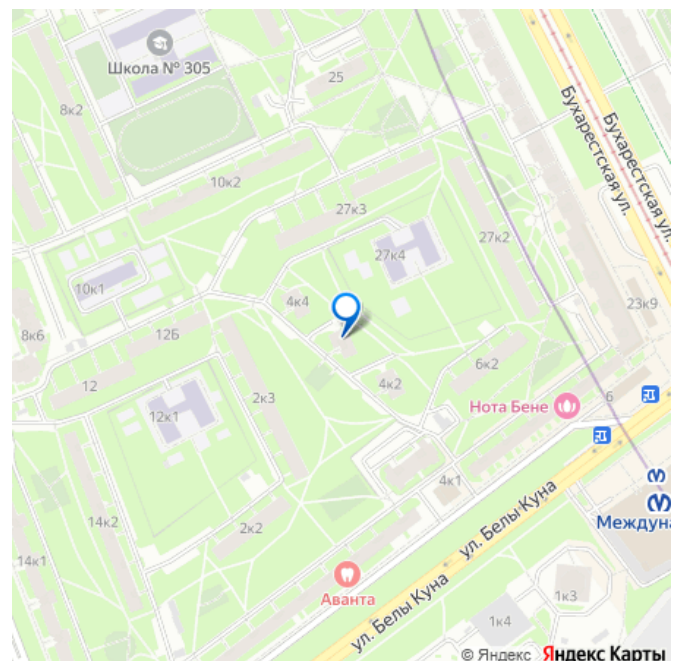 Школа № 305
25
8к2
Бухарестская ул.
Бухарестская ул.
10к2
27к3
27к2
27к4
10к1
4к4
23к9
8к6
12Б
6к2
12
4к2
2к3
Нота Бене
6
12к1
4к1
Междуна
14к2
2к2
ул. Белы Куна
14к1
Аванта
1к3
ул. Белы Куна
1к4
© Яндекс Яндекс Карты